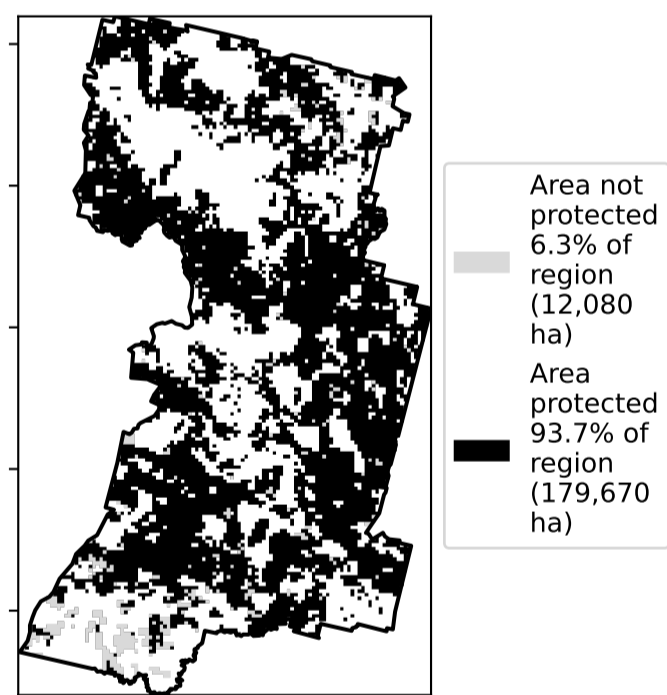 Area not
protected
6.3% of
region
(12,080
ha)
Area
protected
93.7% of
region
(179,670
ha)